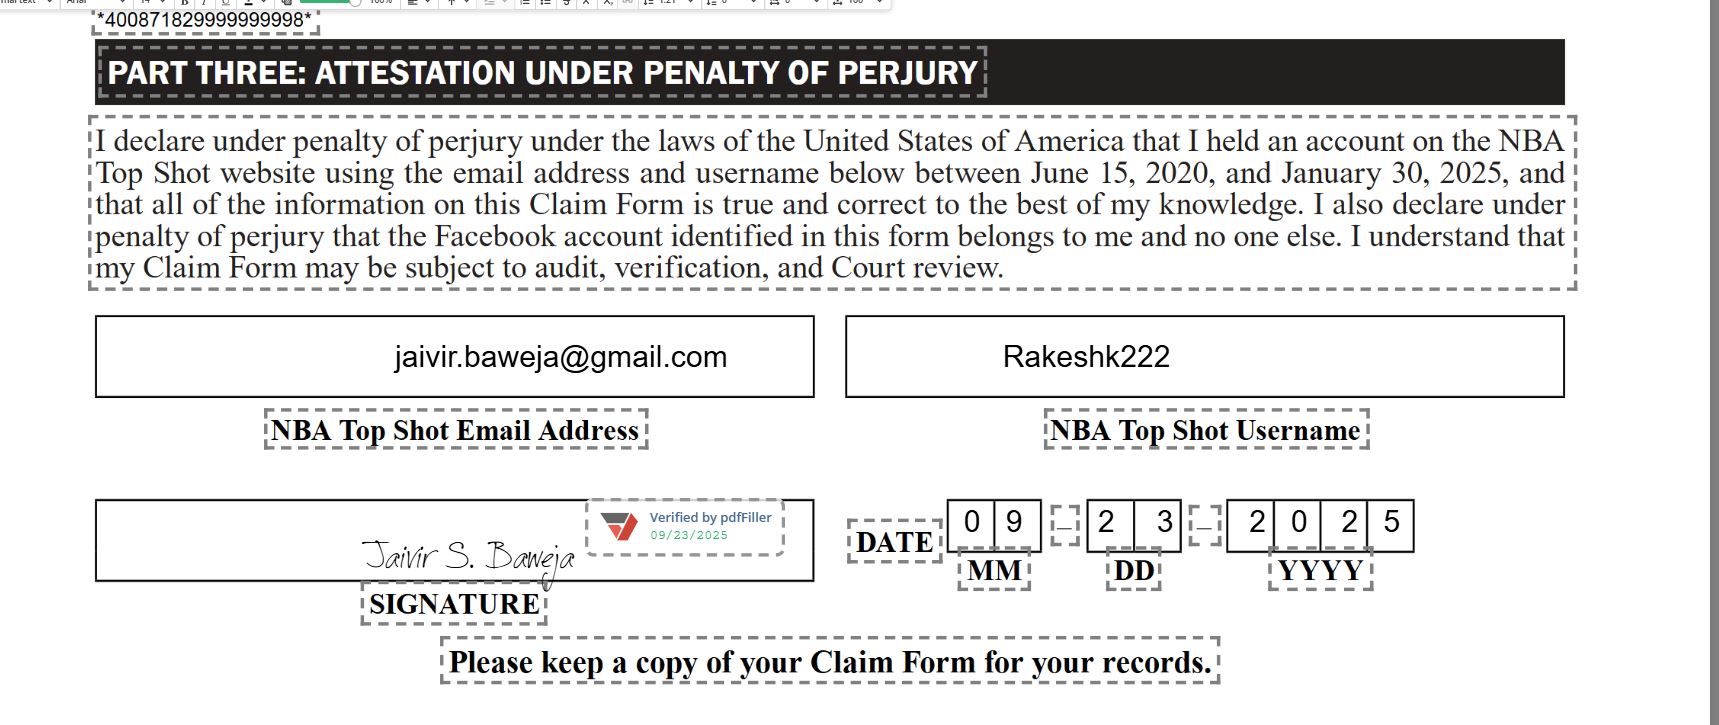 *400871829999999998*
PART THREE: ATTESTATION UNDER PENALTY OF PERJURY
I declare under penalty of perjury under the laws of the United States of America that I held an account on the NBA
Top Shot website using the email address and username below between June 15, 2020, and January 30, 2025, and
that all of the information on this Claim Form is true and correct to the best of my knowledge. I also declare under
penalty of perjury that the Facebook account identified in this form belongs to me and no one else. I understand that
my Claim Form may be subject to audit, verification, and Court review.
jaivir.baweja@gmail.com
Rakeshk222
NBA Top Shot Email Address
NBA Top Shot Username
Verified by pdfFiller
09/23/2025
Jaivir S. Baweja
SIGNATURE
DATE
0 9 – 2 3 – 2 0 2 5
MM DD YYYY
Please keep a copy of your Claim Form for your records.